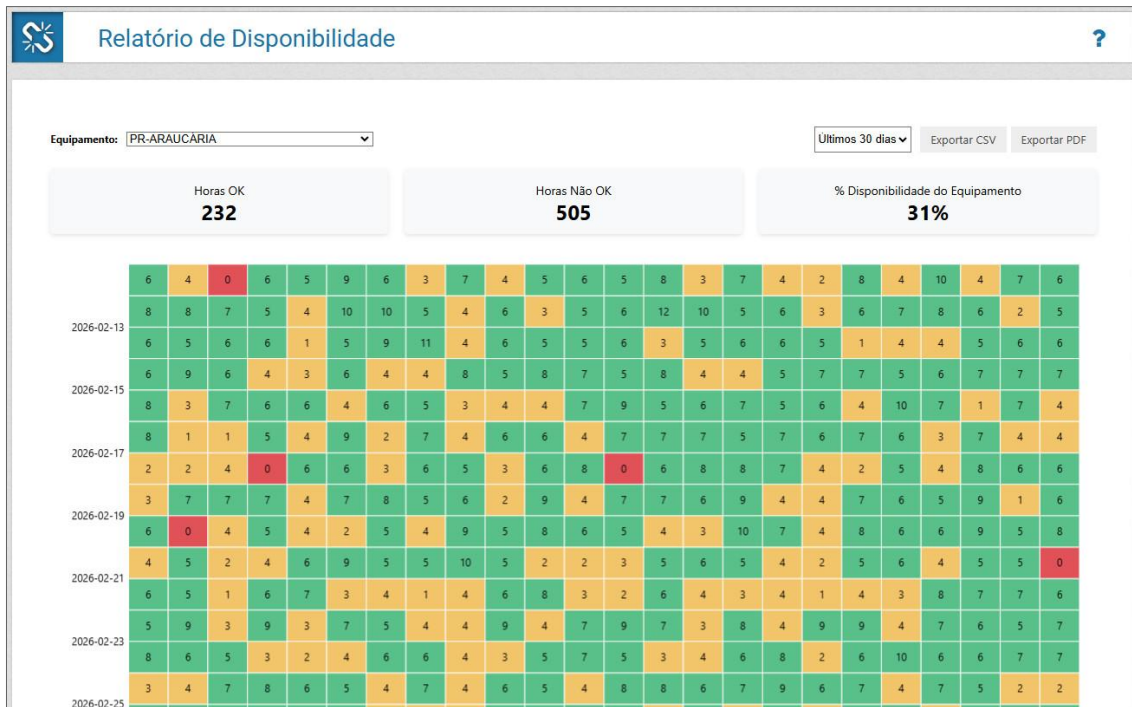 Relatório de Disponibilidade
?
Equipamento: PR-ARAUCÁRIA
Últimos 30 dias
Exportar CSV
Exportar PDF
Horas OK
232
Horas Não OK
505
% Disponibilidade do Equipamento
31%
6 4 0 6 5 9 6 3 7 4 5 6 5 8 3 7 4 2 8 4 10 4 7 6
8 8 7 5 4 10 10 5 4 6 3 5 6 12 10 5 6 3 6 7 8 6 2 5
2026-02-13
6 5 6 6 1 5 9 11 4 6 5 5 6 3 5 6 6 5 1 4 4 5 6 6
6 9 6 4 3 6 4 4 8 5 8 7 5 8 4 4 5 7 7 5 6 7 7 7
2026-02-15
8 3 7 6 6 4 6 5 3 4 4 7 9 5 6 7 5 6 4 10 7 1 7 4
8 1 1 5 4 9 2 7 4 6 6 4 7 7 7 5 7 6 7 6 3 7 4 4
2026-02-17
2 2 4 0 6 6 3 6 5 3 6 8 0 6 8 8 7 4 2 5 4 8 6 6
3 7 7 7 4 7 8 5 6 2 9 4 7 7 6 9 4 4 7 6 5 9 1 6
2026-02-19
6 0 4 5 4 2 5 4 9 5 8 6 5 4 3 10 7 4 8 6 6 9 5 8
4 5 2 4 6 9 5 5 10 5 2 2 3 5 6 5 4 2 5 6 4 5 5 0
2026-02-21
6 5 1 6 7 3 4 1 4 6 8 3 2 6 4 3 4 1 4 3 8 7 7 6
5 9 3 9 3 7 5 4 4 9 4 7 9 7 3 8 4 9 9 4 7 6 5 7
2026-02-23
8 6 5 3 2 4 6 6 4 3 5 7 5 3 4 6 8 2 6 10 6 6 7 7
3 4 7 8 6 5 4 7 4 6 5 4 8 8 6 7 9 6 7 4 7 5 2 2
2026-02-25